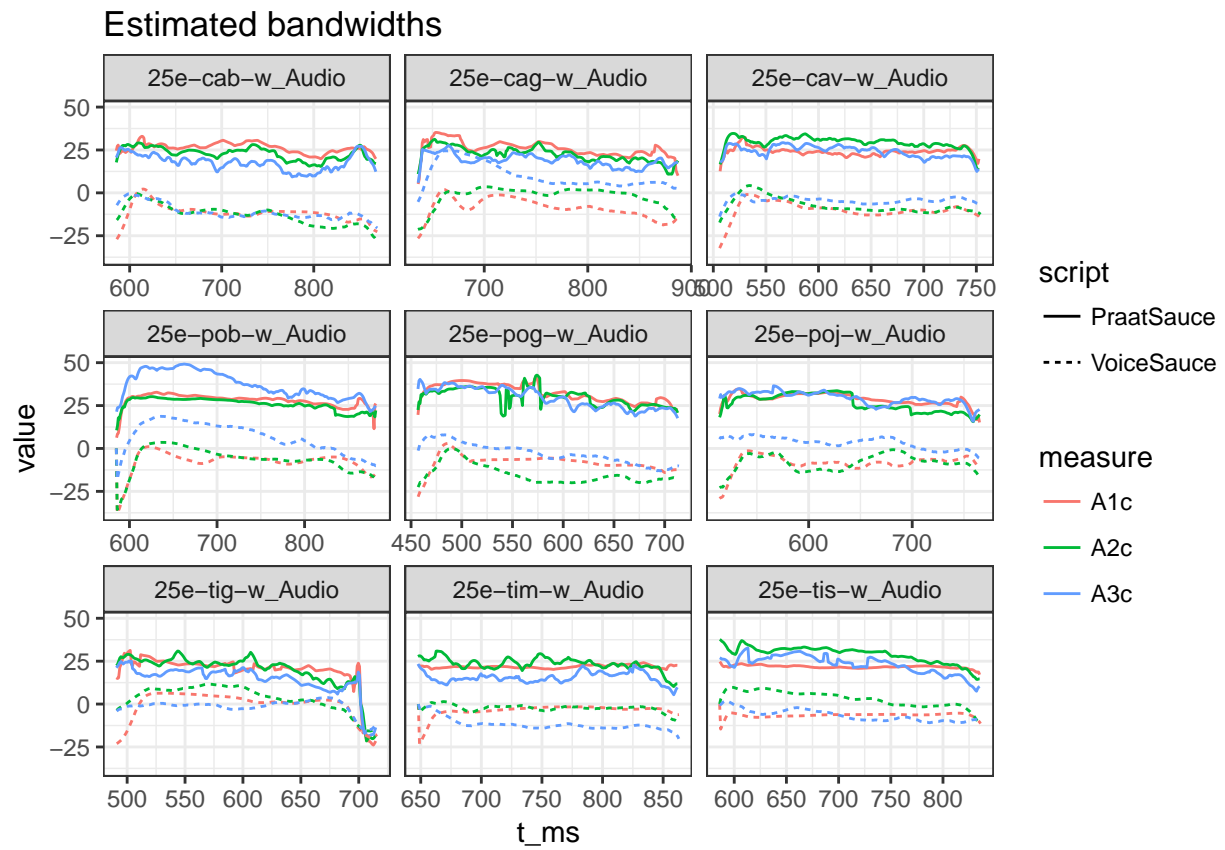 Estimated bandwidths
25e−cab−w_Audio 25e−cag−w_Audio 25e−cav−w_Audio
50
25
0
−25
600 700 800 700 800 900 500 550 600 650 700 750
25e−pob−w_Audio 25e−pog−w_Audio 25e−poj−w_Audio
50
25
0
−25
600 700 800 450 500 550 600 650 700 600 700
25e−tig−w_Audio 25e−tim−w_Audio 25e−tis−w_Audio
50
25
0
−25
500 550 600 650 700 650 700 750 800 850 600 650 700 750 800
t_ms
value
script
PraatSauce
VoiceSauce
measure
A1c
A2c
A3c